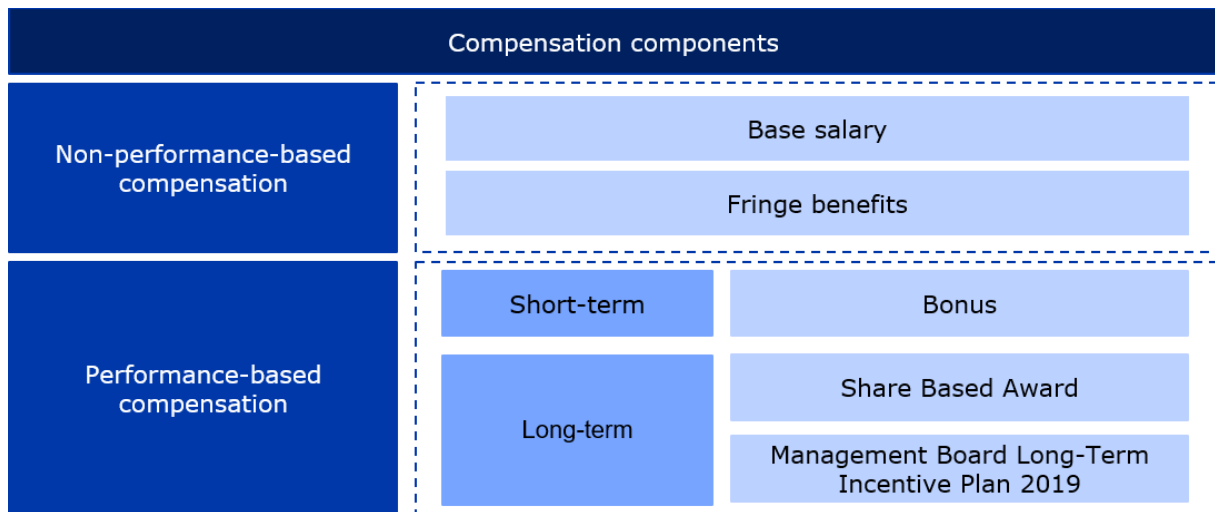 Compensation components
Non-performance-based
compensation
Base salary
Fringe benefits
Performance-based
compensation
Short-term
Bonus
Long-term
Share Based Award
Management Board Long-Term
Incentive Plan 2019